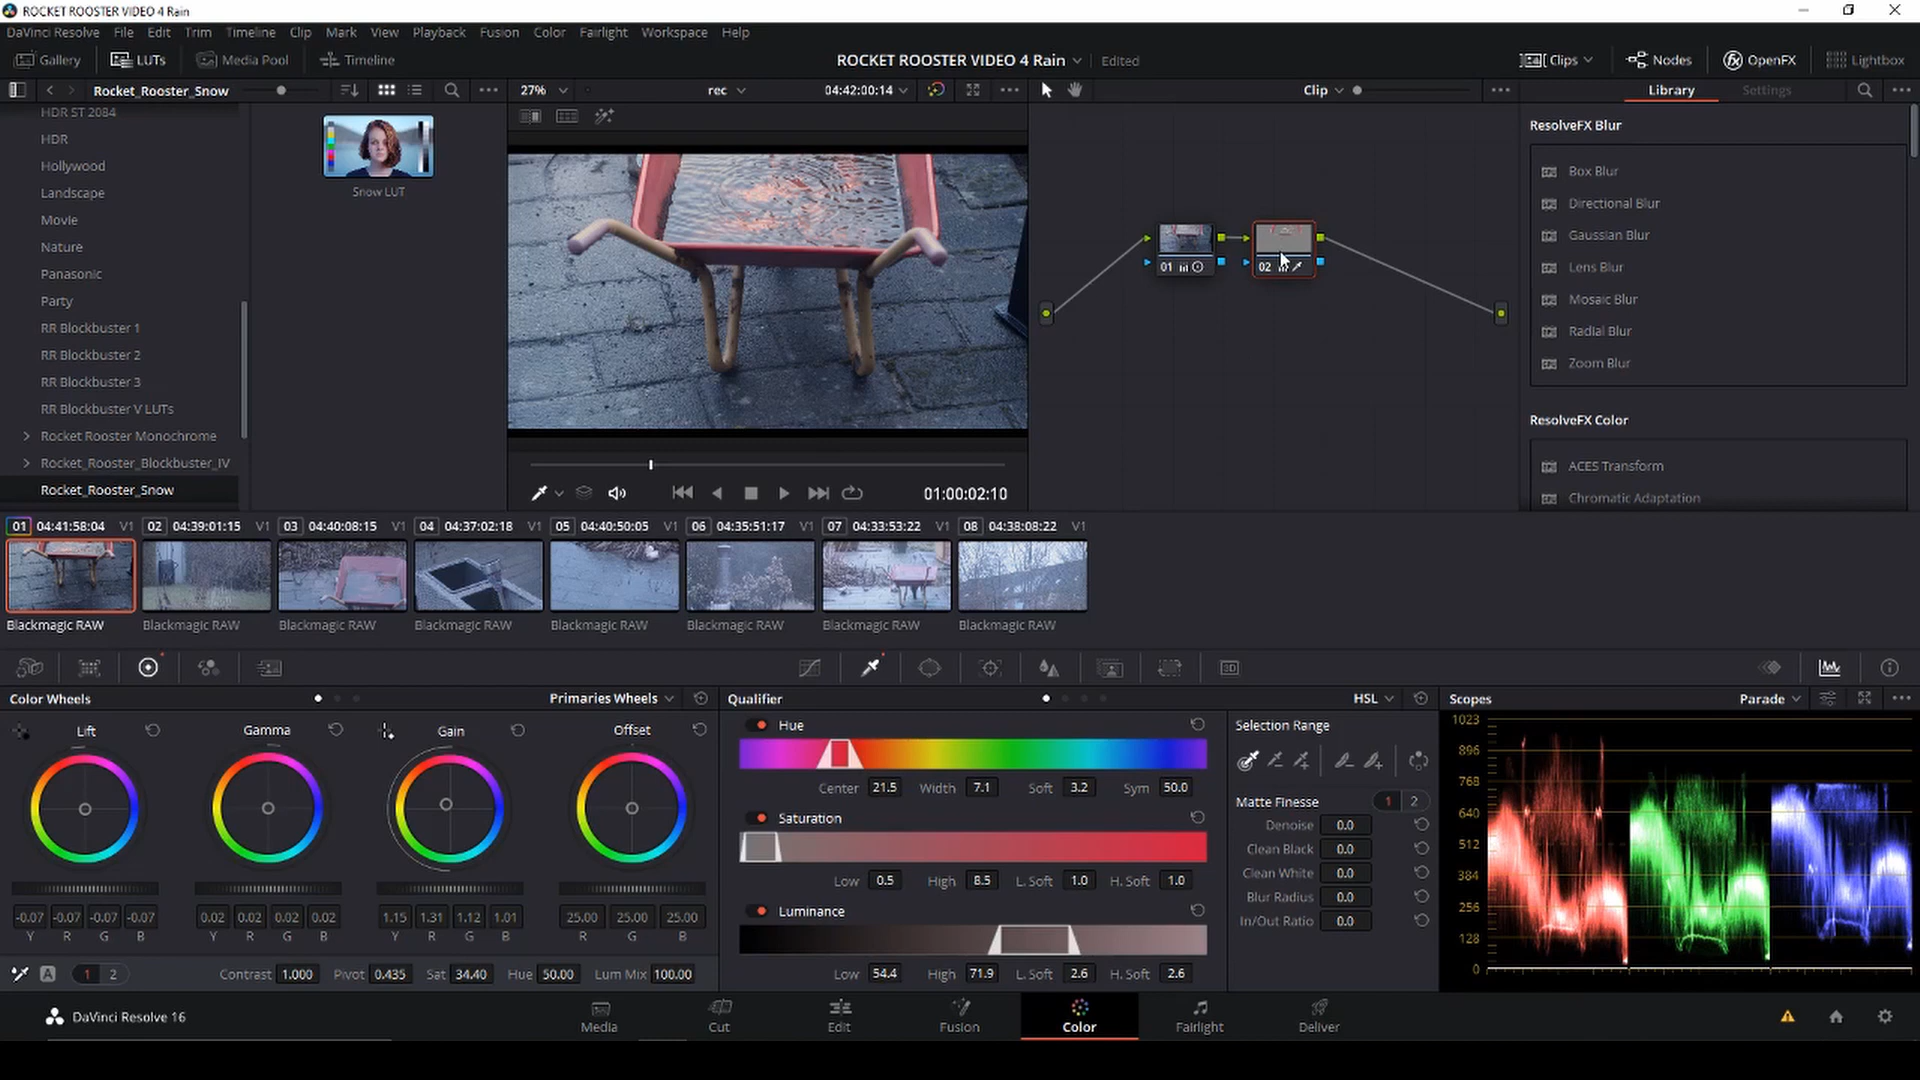 ROCKET ROOSTER VIDEO 4 Rain
DaVinci Resolve File Edit Trim Timeline Clip Mark View Playback Fusion Color Fairlight Workspace Help
Gallery LUTs Media Pool Timeline ROCKET ROOSTER VIDEO 4 Rain Edited Clips Nodes OpenFX Lightbox
Rocket_Rooster_Snow 27% rec 04:42:00:14 Clip Library Settings
HDR ST 2084
HDR
Hollywood
Landscape
Movie
Nature
Panasonic
Party
RR Blockbuster 1
RR Blockbuster 2
RR Blockbuster 3
RR Blockbuster V LUTs
Rocket Rooster Monochrome
Rocket_Rooster_Blockbuster_IV
Rocket_Rooster_Snow
Snow LUT
01:00:02:10
01 02
ResolveFX Blur
Box Blur
Directional Blur
Gaussian Blur
Lens Blur
Mosaic Blur
Radial Blur
Zoom Blur
ResolveFX Color
ACES Transform
Chromatic Adaptation
01 04:41:58:04 V1 02 04:39:01:15 V1 03 04:40:08:15 V1 04 04:37:02:18 V1 05 04:40:50:05 V1 06 04:35:51:17 V1 07 04:33:53:22 V1 08 04:38:08:22 V1
Blackmagic RAW Blackmagic RAW Blackmagic RAW Blackmagic RAW Blackmagic RAW Blackmagic RAW Blackmagic RAW Blackmagic RAW
3D
Color Wheels Primaries Wheels
Lift Gamma Gain Offset
-0.07 -0.07 -0.07 -0.07 0.02 0.02 0.02 0.02 1.15 1.31 1.12 1.01 25.00 25.00 25.00
Y R G B Y R G B Y R G B R G B
A 1 2 Contrast 1.000 Pivot 0.435 Sat 34.40 Hue 50.00 Lum Mix 100.00
Qualifier HSL
Hue
Center 21.5 Width 7.1 Soft 3.2 Sym 50.0
Saturation
Low 0.5 High 8.5 L. Soft 1.0 H. Soft 1.0
Luminance
Low 54.4 High 71.9 L. Soft 2.6 H. Soft 2.6
Selection Range
Matte Finesse 1 2
Denoise 0.0
Clean Black 0.0
Clean White 0.0
Blur Radius 0.0
In/Out Ratio 0.0
Scopes Parade
1023
896
768
640
512
384
256
128
0
DaVinci Resolve 16 Media Cut Edit Fusion Color Fairlight Deliver